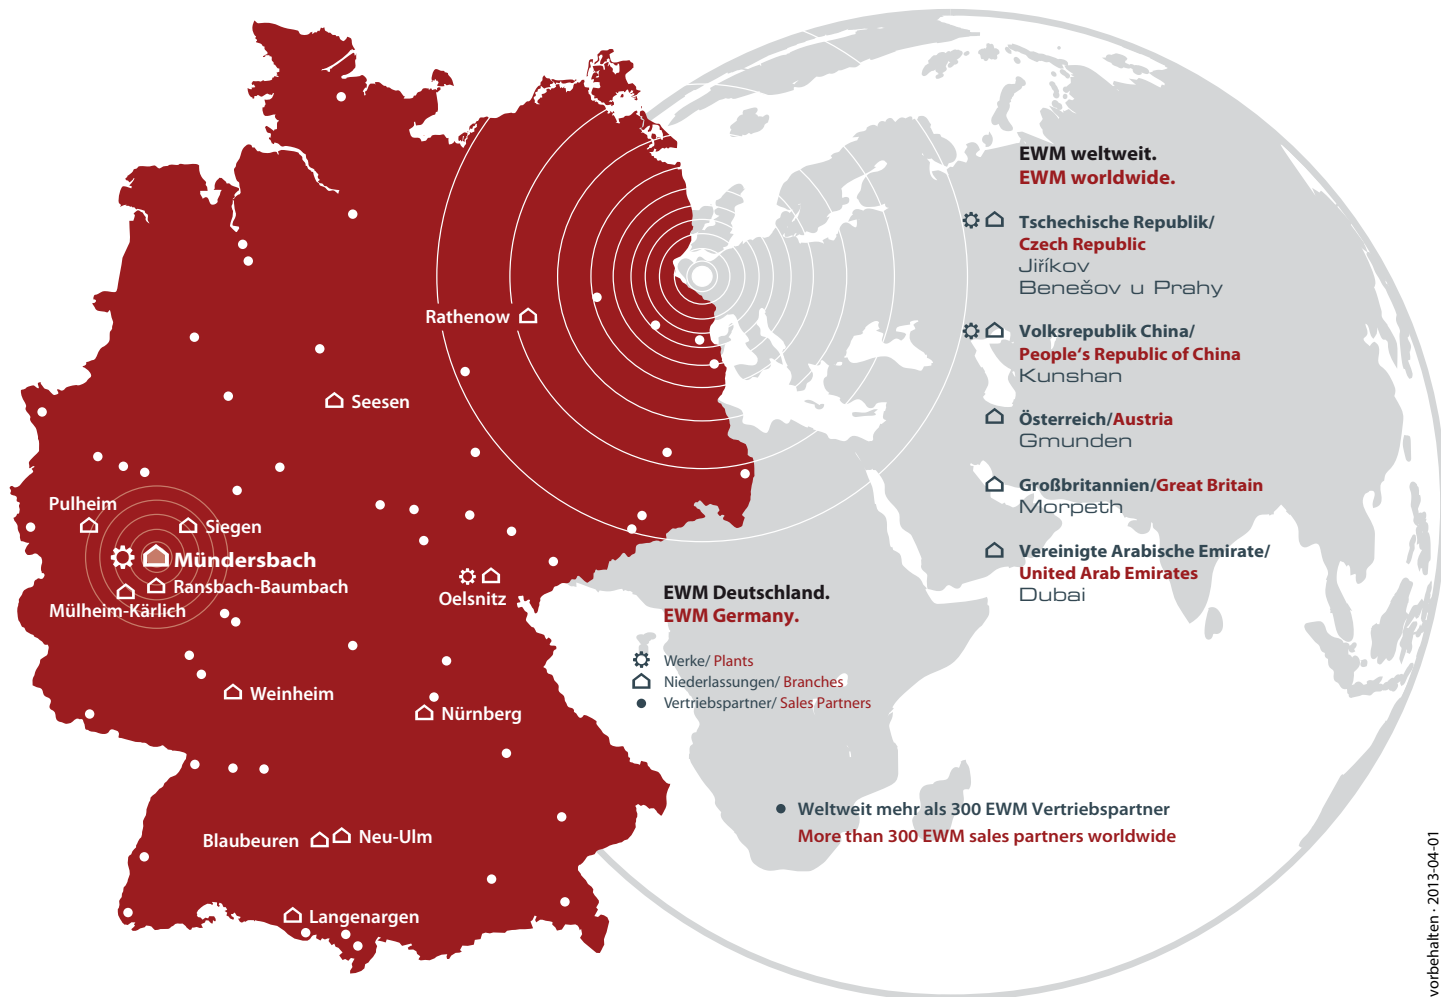 EWM weltweit.
EWM worldwide.
Tschechische Republik/
Czech Republic
Jiříkov
Benešov u Prahy
Volksrepublik China/
People‘s Republic of China
Kunshan
Österreich/Austria
Gmunden
Großbritannien/Great Britain
Morpeth
Vereinigte Arabische Emirate/
United Arab Emirates
Dubai
Rathenow
Seesen
Pulheim
Siegen
Mündersbach
Ransbach-Baumbach
Mülheim-Kärlich
Oelsnitz
Weinheim
Nürnberg
Blaubeuren
Neu-Ulm
Langenargen
EWM Deutschland.
EWM Germany.
Werke/ Plants
Niederlassungen/ Branches
Vertriebspartner/ Sales Partners
Weltweit mehr als 300 EWM Vertriebspartner
More than 300 EWM sales partners worldwide
vorbehalten · 2013-04-01